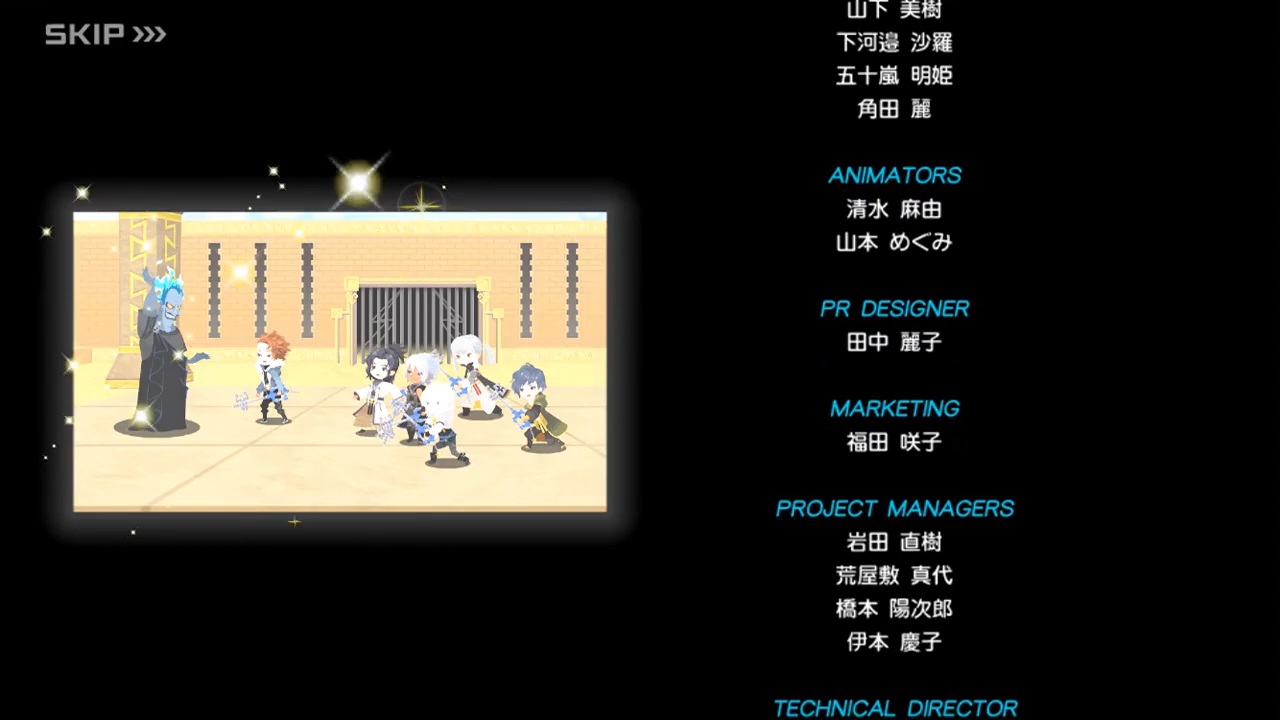 SKIP >>>
山下 美樹
下河邉 沙羅
五十嵐 明姫
角田 麗
ANIMATORS
清水 麻由
山本 めぐみ
PR DESIGNER
田中 麗子
MARKETING
福田 咲子
PROJECT MANAGERS
岩田 直樹
荒屋敷 真代
橋本 陽次郎
伊本 慶子
TECHNICAL DIRECTOR